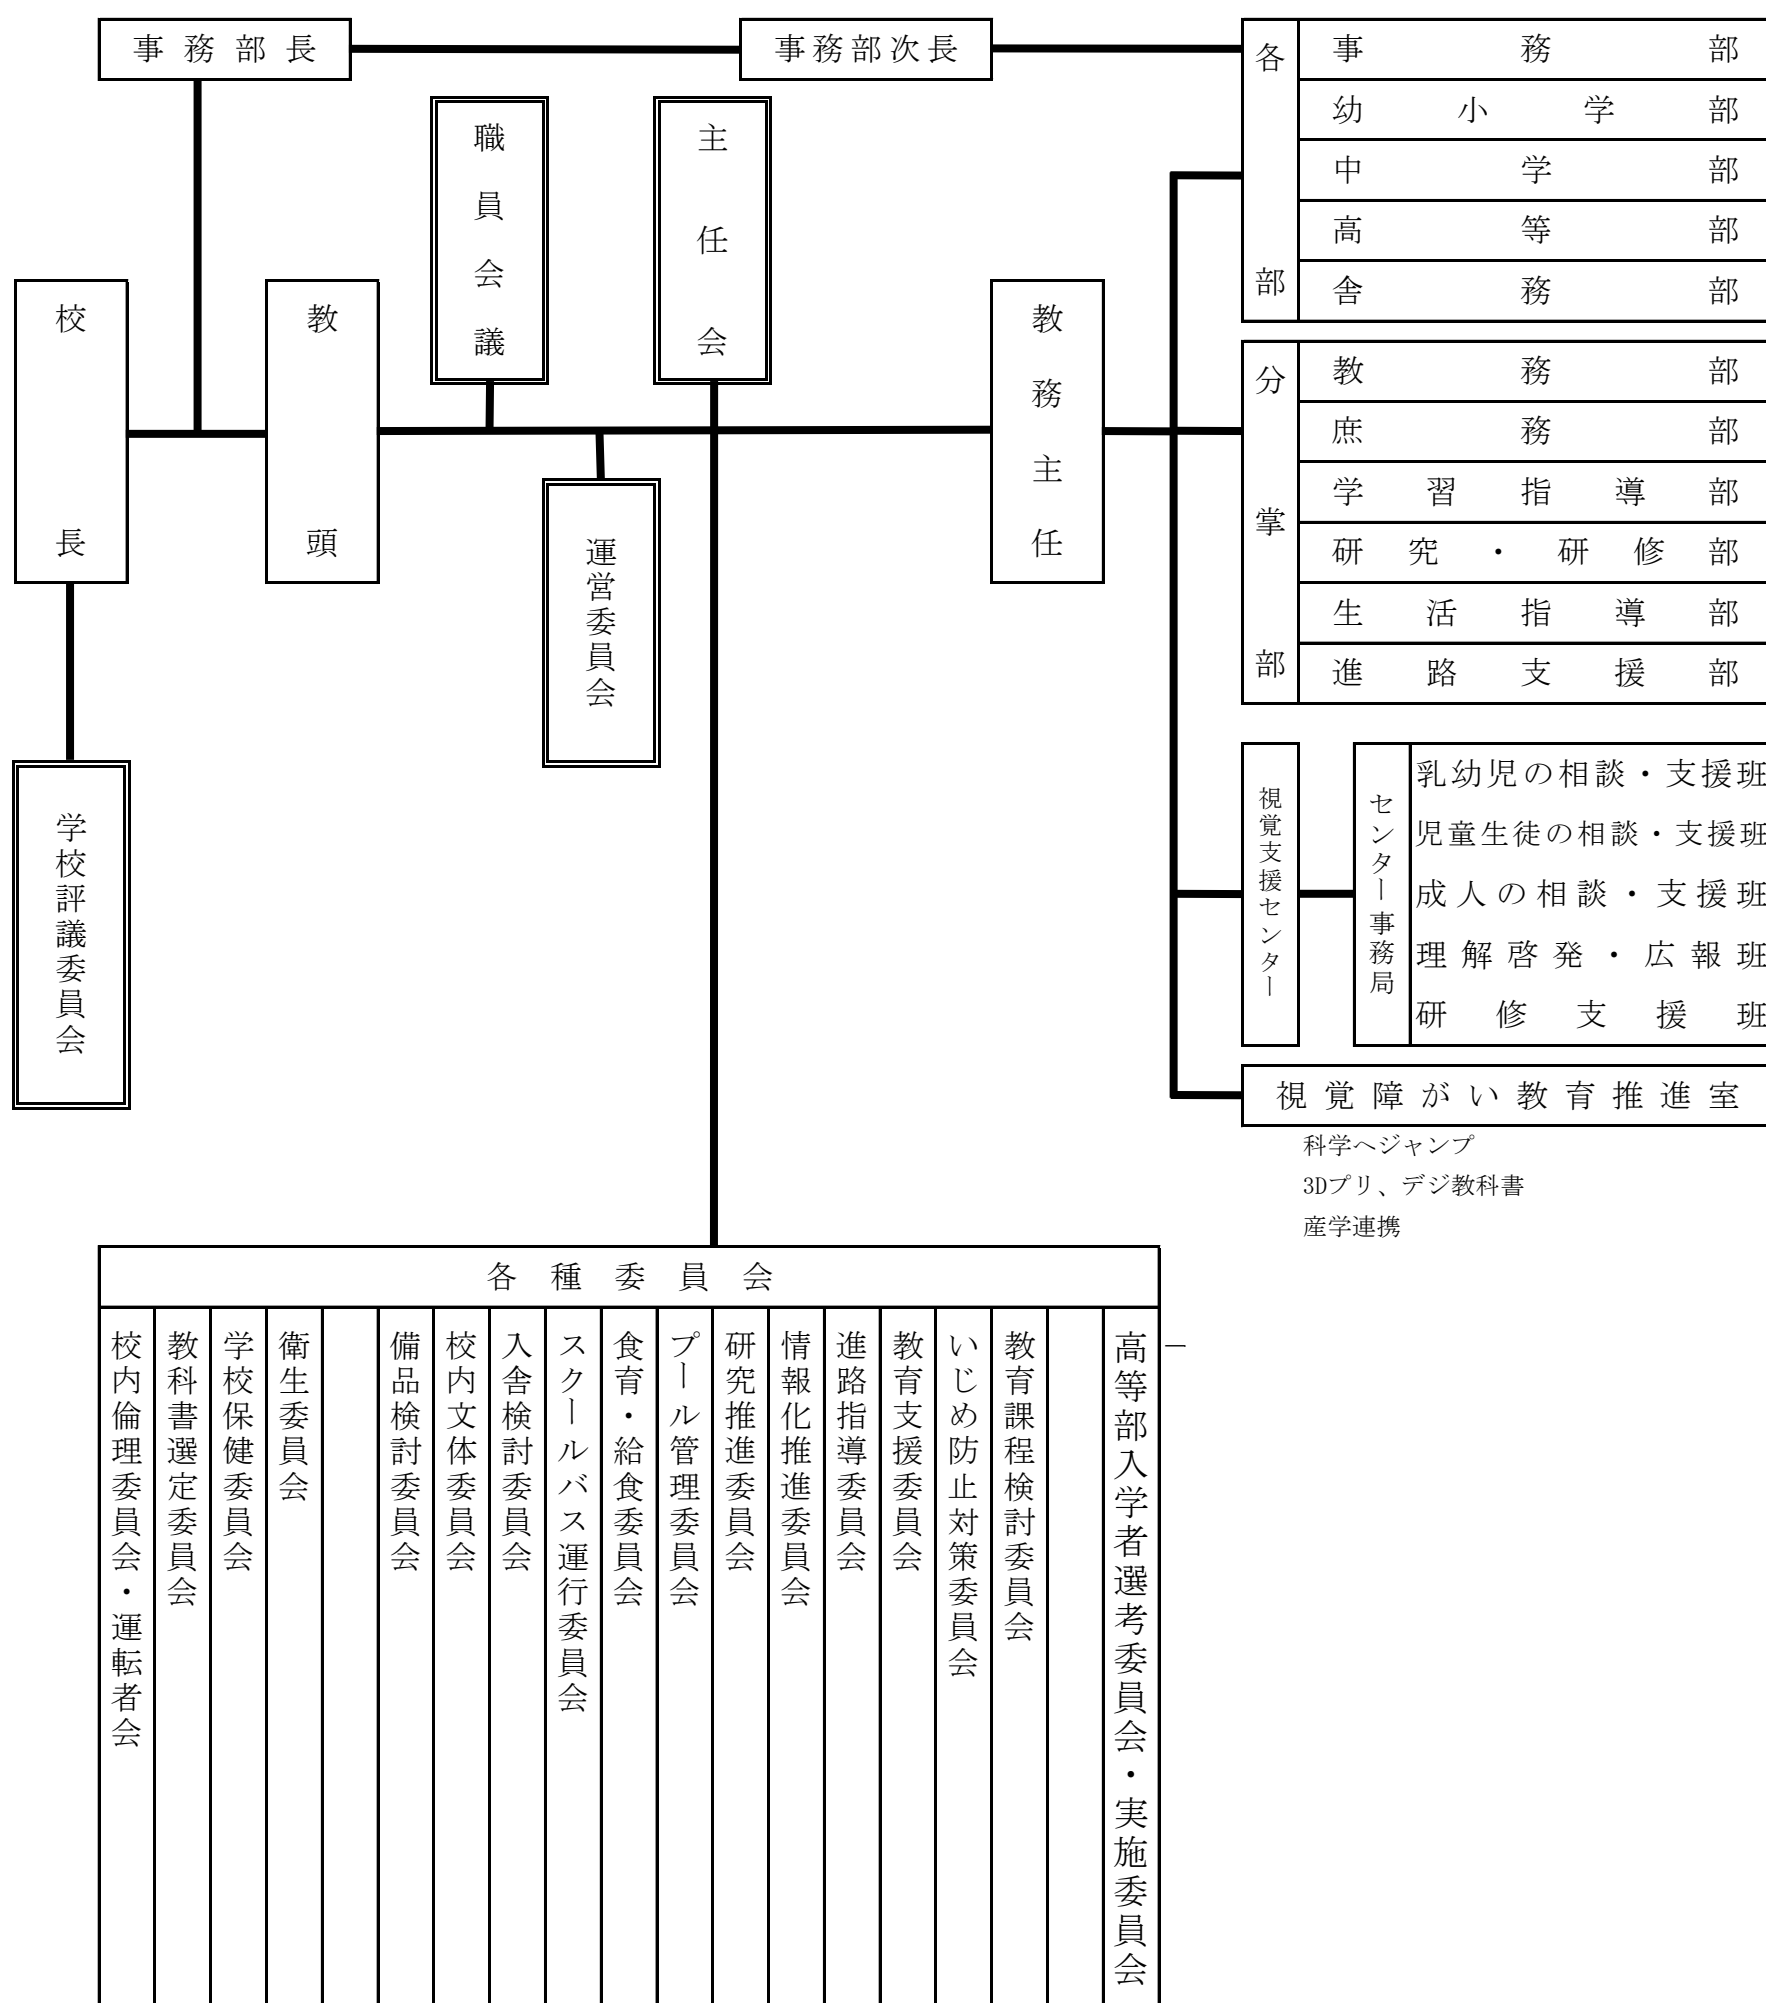 事務部長
事務部次長
各部
事務部
幼小学部
中学部
高等部
舎務部
職員会議
主任会
校長
教頭
教務主任
運営委員会
学校評議委員会
分掌部
教務部
庶務部
学習指導部
研究・研修部
生活指導部
進路支援部
視覚支援センター
センター事務局
乳幼児の相談・支援班
児童生徒の相談・支援班
成人の相談・支援班
理解啓発・広報班
研修支援班
視覚障がい教育推進室
科学へジャンプ
3Dプリ、デジ教科書
産学連携
各種委員会
校内倫理委員会・運転者会
教科書選定委員会
学校保健委員会
衛生委員会
備品検討委員会
校内文体委員会
入舎検討委員会
スクールバス運行委員会
食育・給食委員会
プール管理委員会
研究推進委員会
情報化推進委員会
進路指導委員会
教育支援委員会
いじめ防止対策委員会
教育課程検討委員会
高等部入学者選考委員会・実施委員会